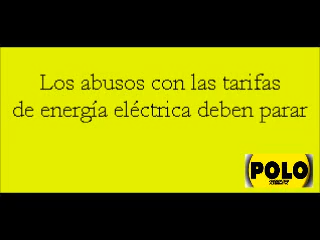 Los abusos con las tarifas
de energía eléctrica deben parar
POLO